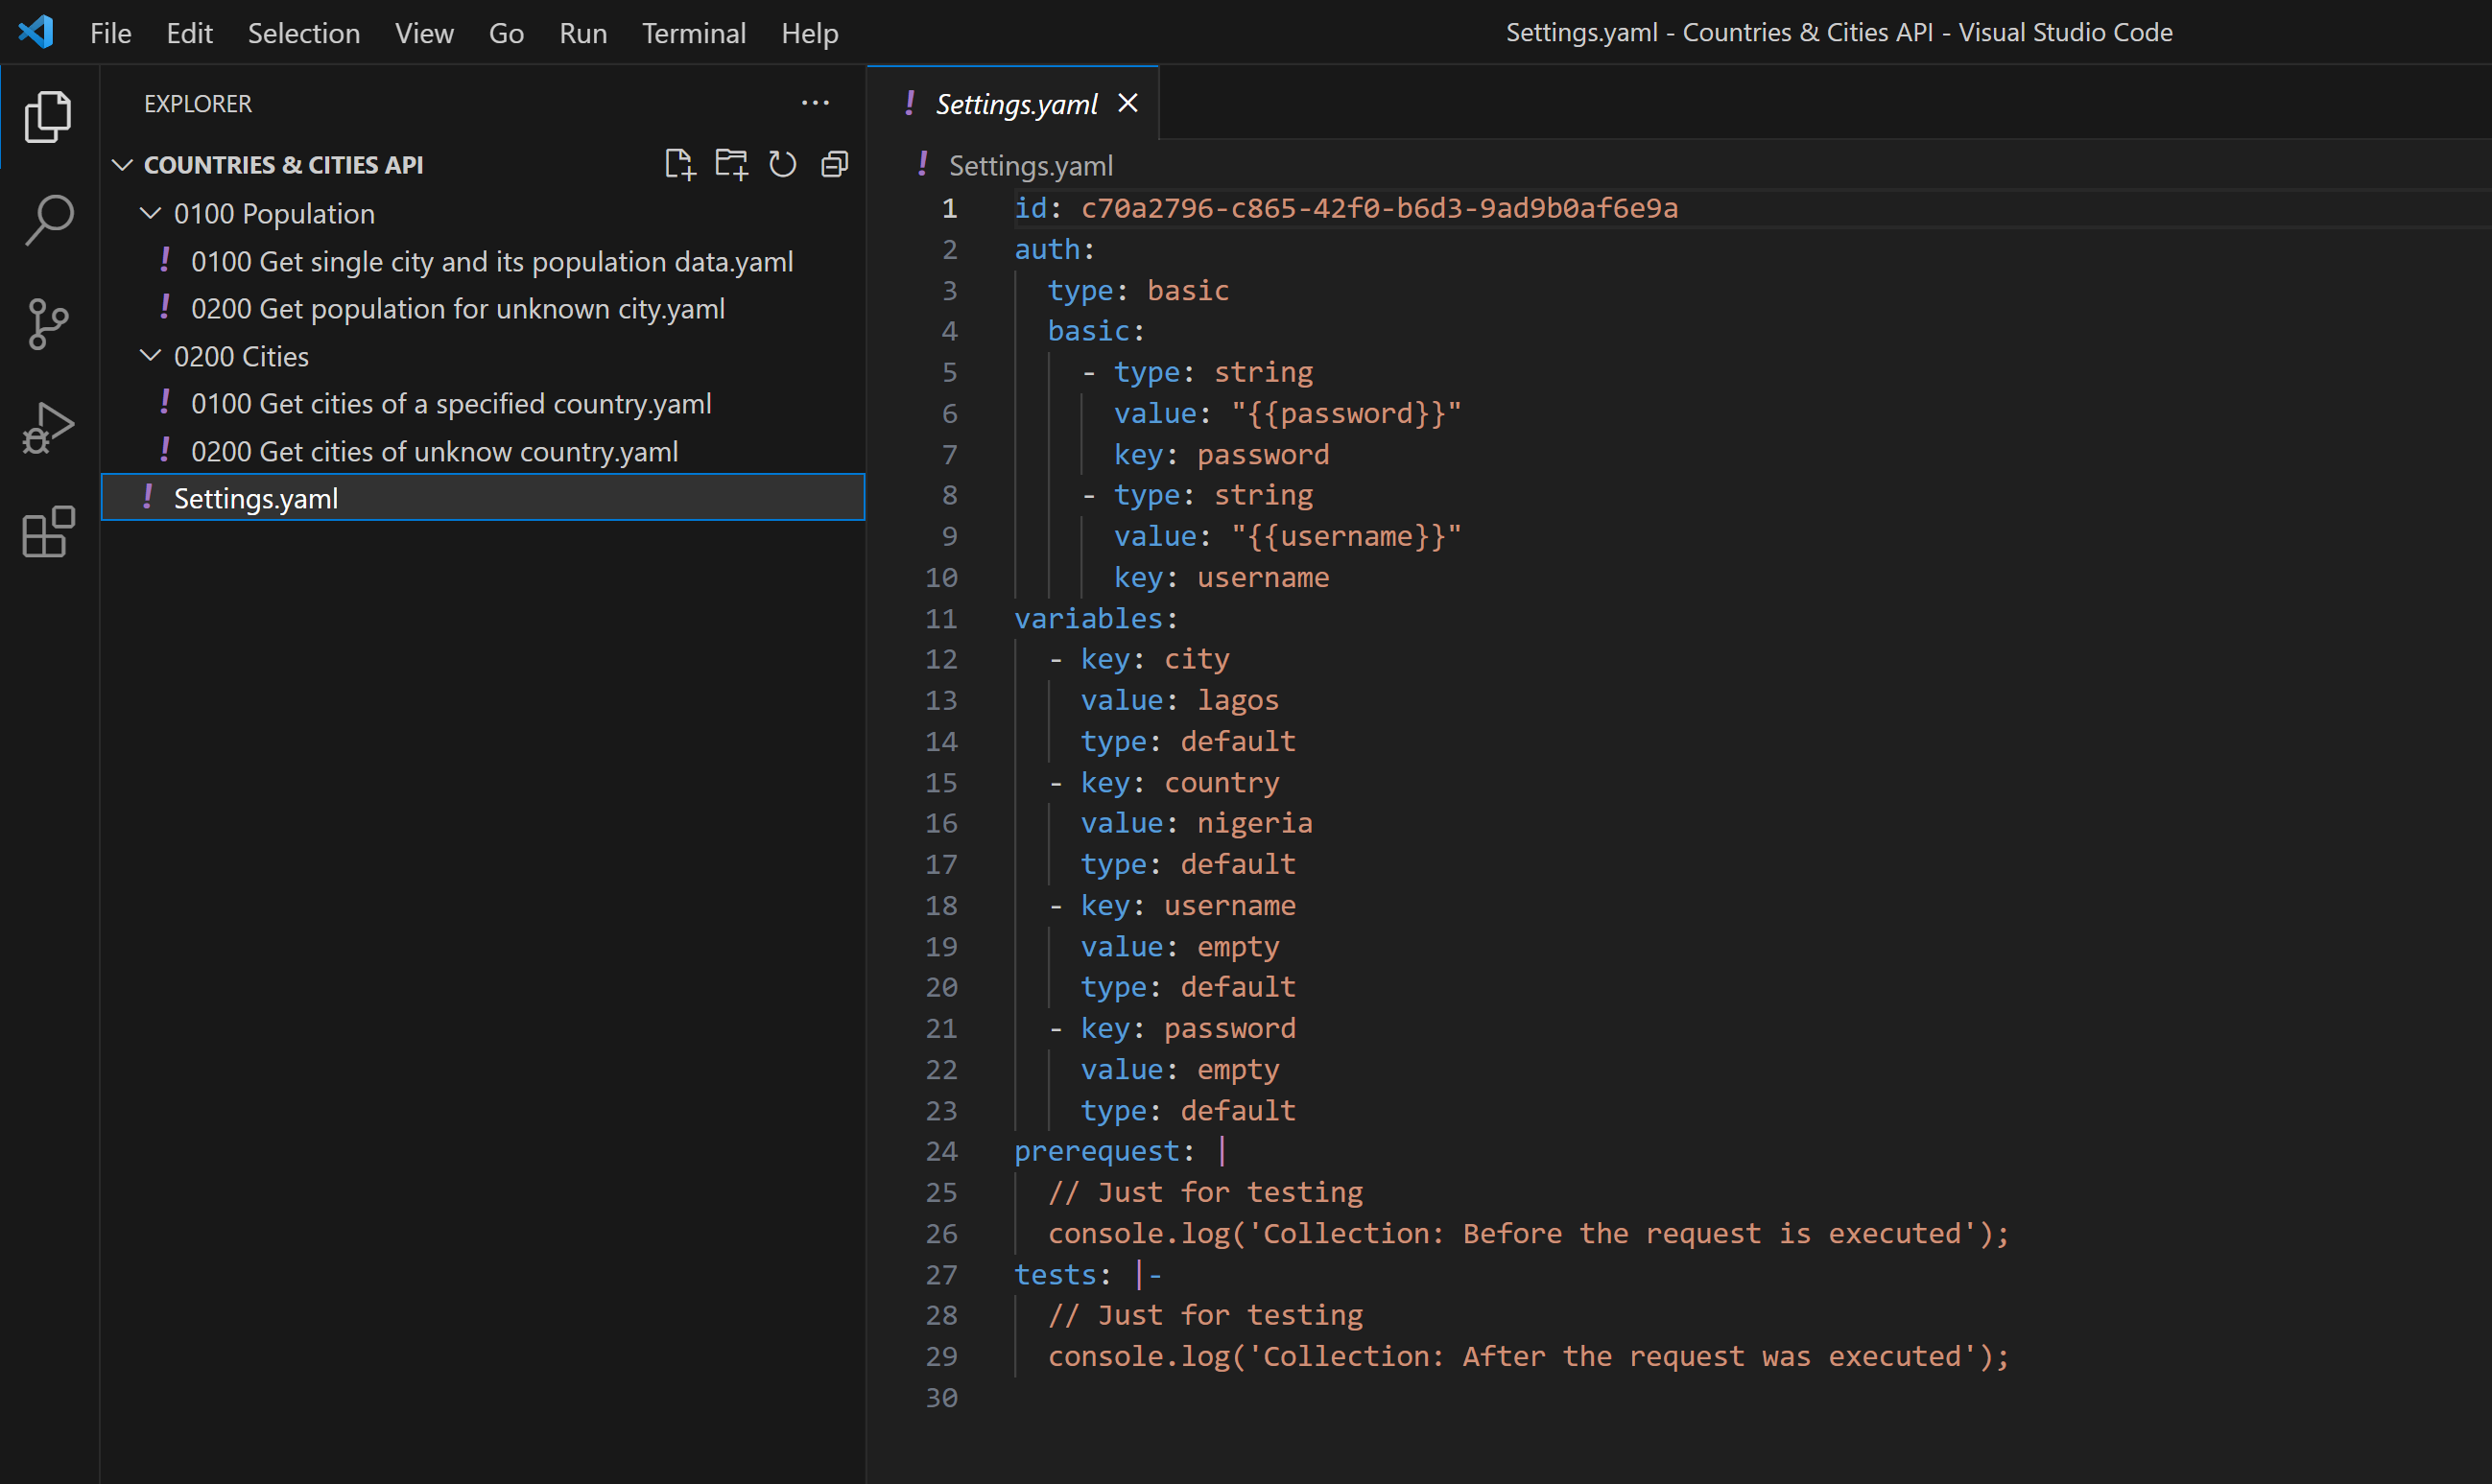 File Edit Selection View Go Run Terminal Help
Settings.yaml - Countries & Cities API - Visual Studio Code
EXPLORER
COUNTRIES & CITIES API
0100 Population
0100 Get single city and its population data.yaml
0200 Get population for unknown city.yaml
0200 Cities
0100 Get cities of a specified country.yaml
0200 Get cities of unknow country.yaml
Settings.yaml
Settings.yaml
Settings.yaml
1 id: c70a2796-c865-42f0-b6d3-9ad9b0af6e9a
2 auth:
3 type: basic
4 basic:
5 - type: string
6 value: "{{password}}"
7 key: password
8 - type: string
9 value: "{{username}}"
10 key: username
11 variables:
12 - key: city
13 value: lagos
14 type: default
15 - key: country
16 value: nigeria
17 type: default
18 - key: username
19 value: empty
20 type: default
21 - key: password
22 value: empty
23 type: default
24 prerequest: |
25 // Just for testing
26 console.log('Collection: Before the request is executed');
27 tests: |-
28 // Just for testing
29 console.log('Collection: After the request was executed');
30